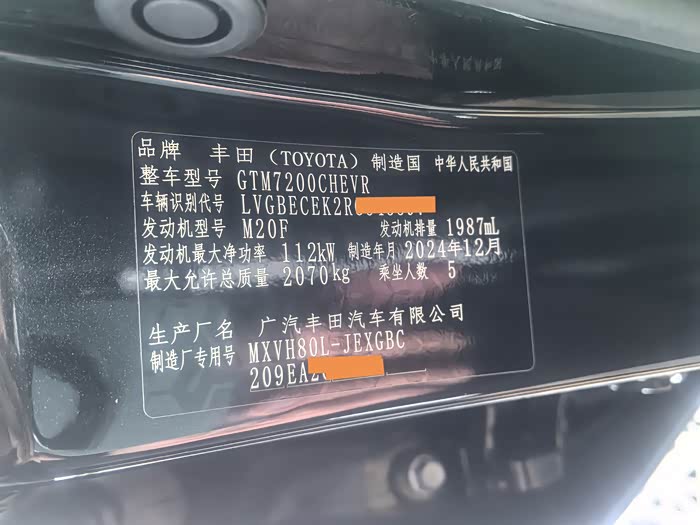 品牌 丰田（TOYOTA） 制造国 中华人民共和国
整车型号 GTM7200CHEVR
车辆识别代号 LVGBECEK2R
发动机型号 M20F 发动机排量 1987mL
发动机最大净功率 112kW 制造年月 2024年12月
最大允许总质量 2070kg 乘坐人数 5
生产厂名 广汽丰田汽车有限公司
制造厂专用号 MXVH80L-JEXGBC
209EA2